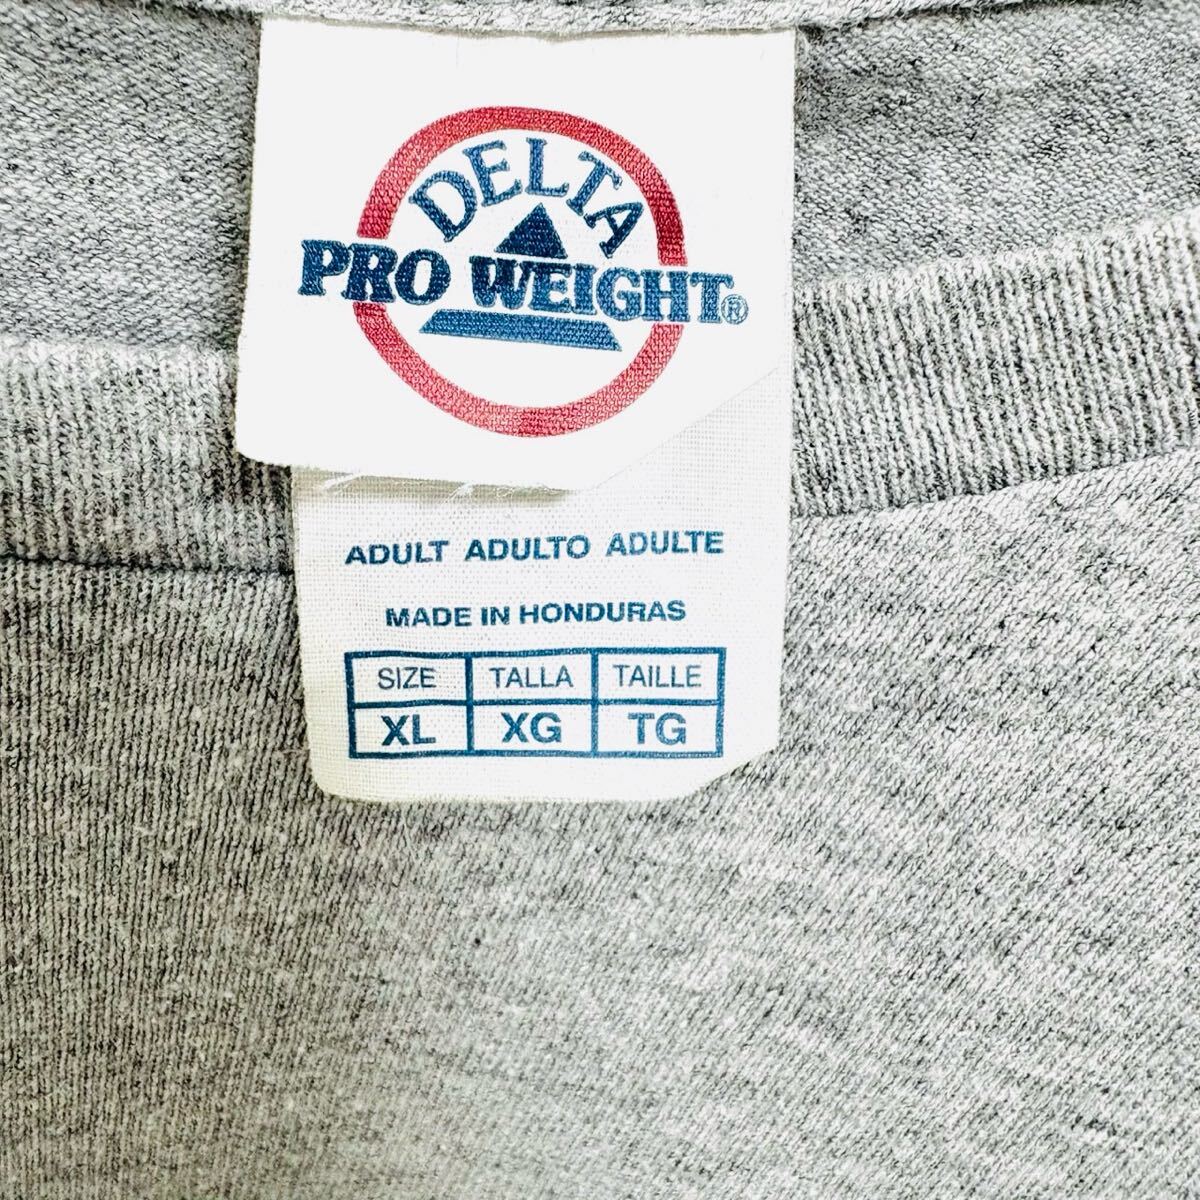 DELTA
PRO WEIGHT®
ADULT ADULTO ADULTE
MADE IN HONDURAS
SIZE TALLA TAILLE
XL XG TG